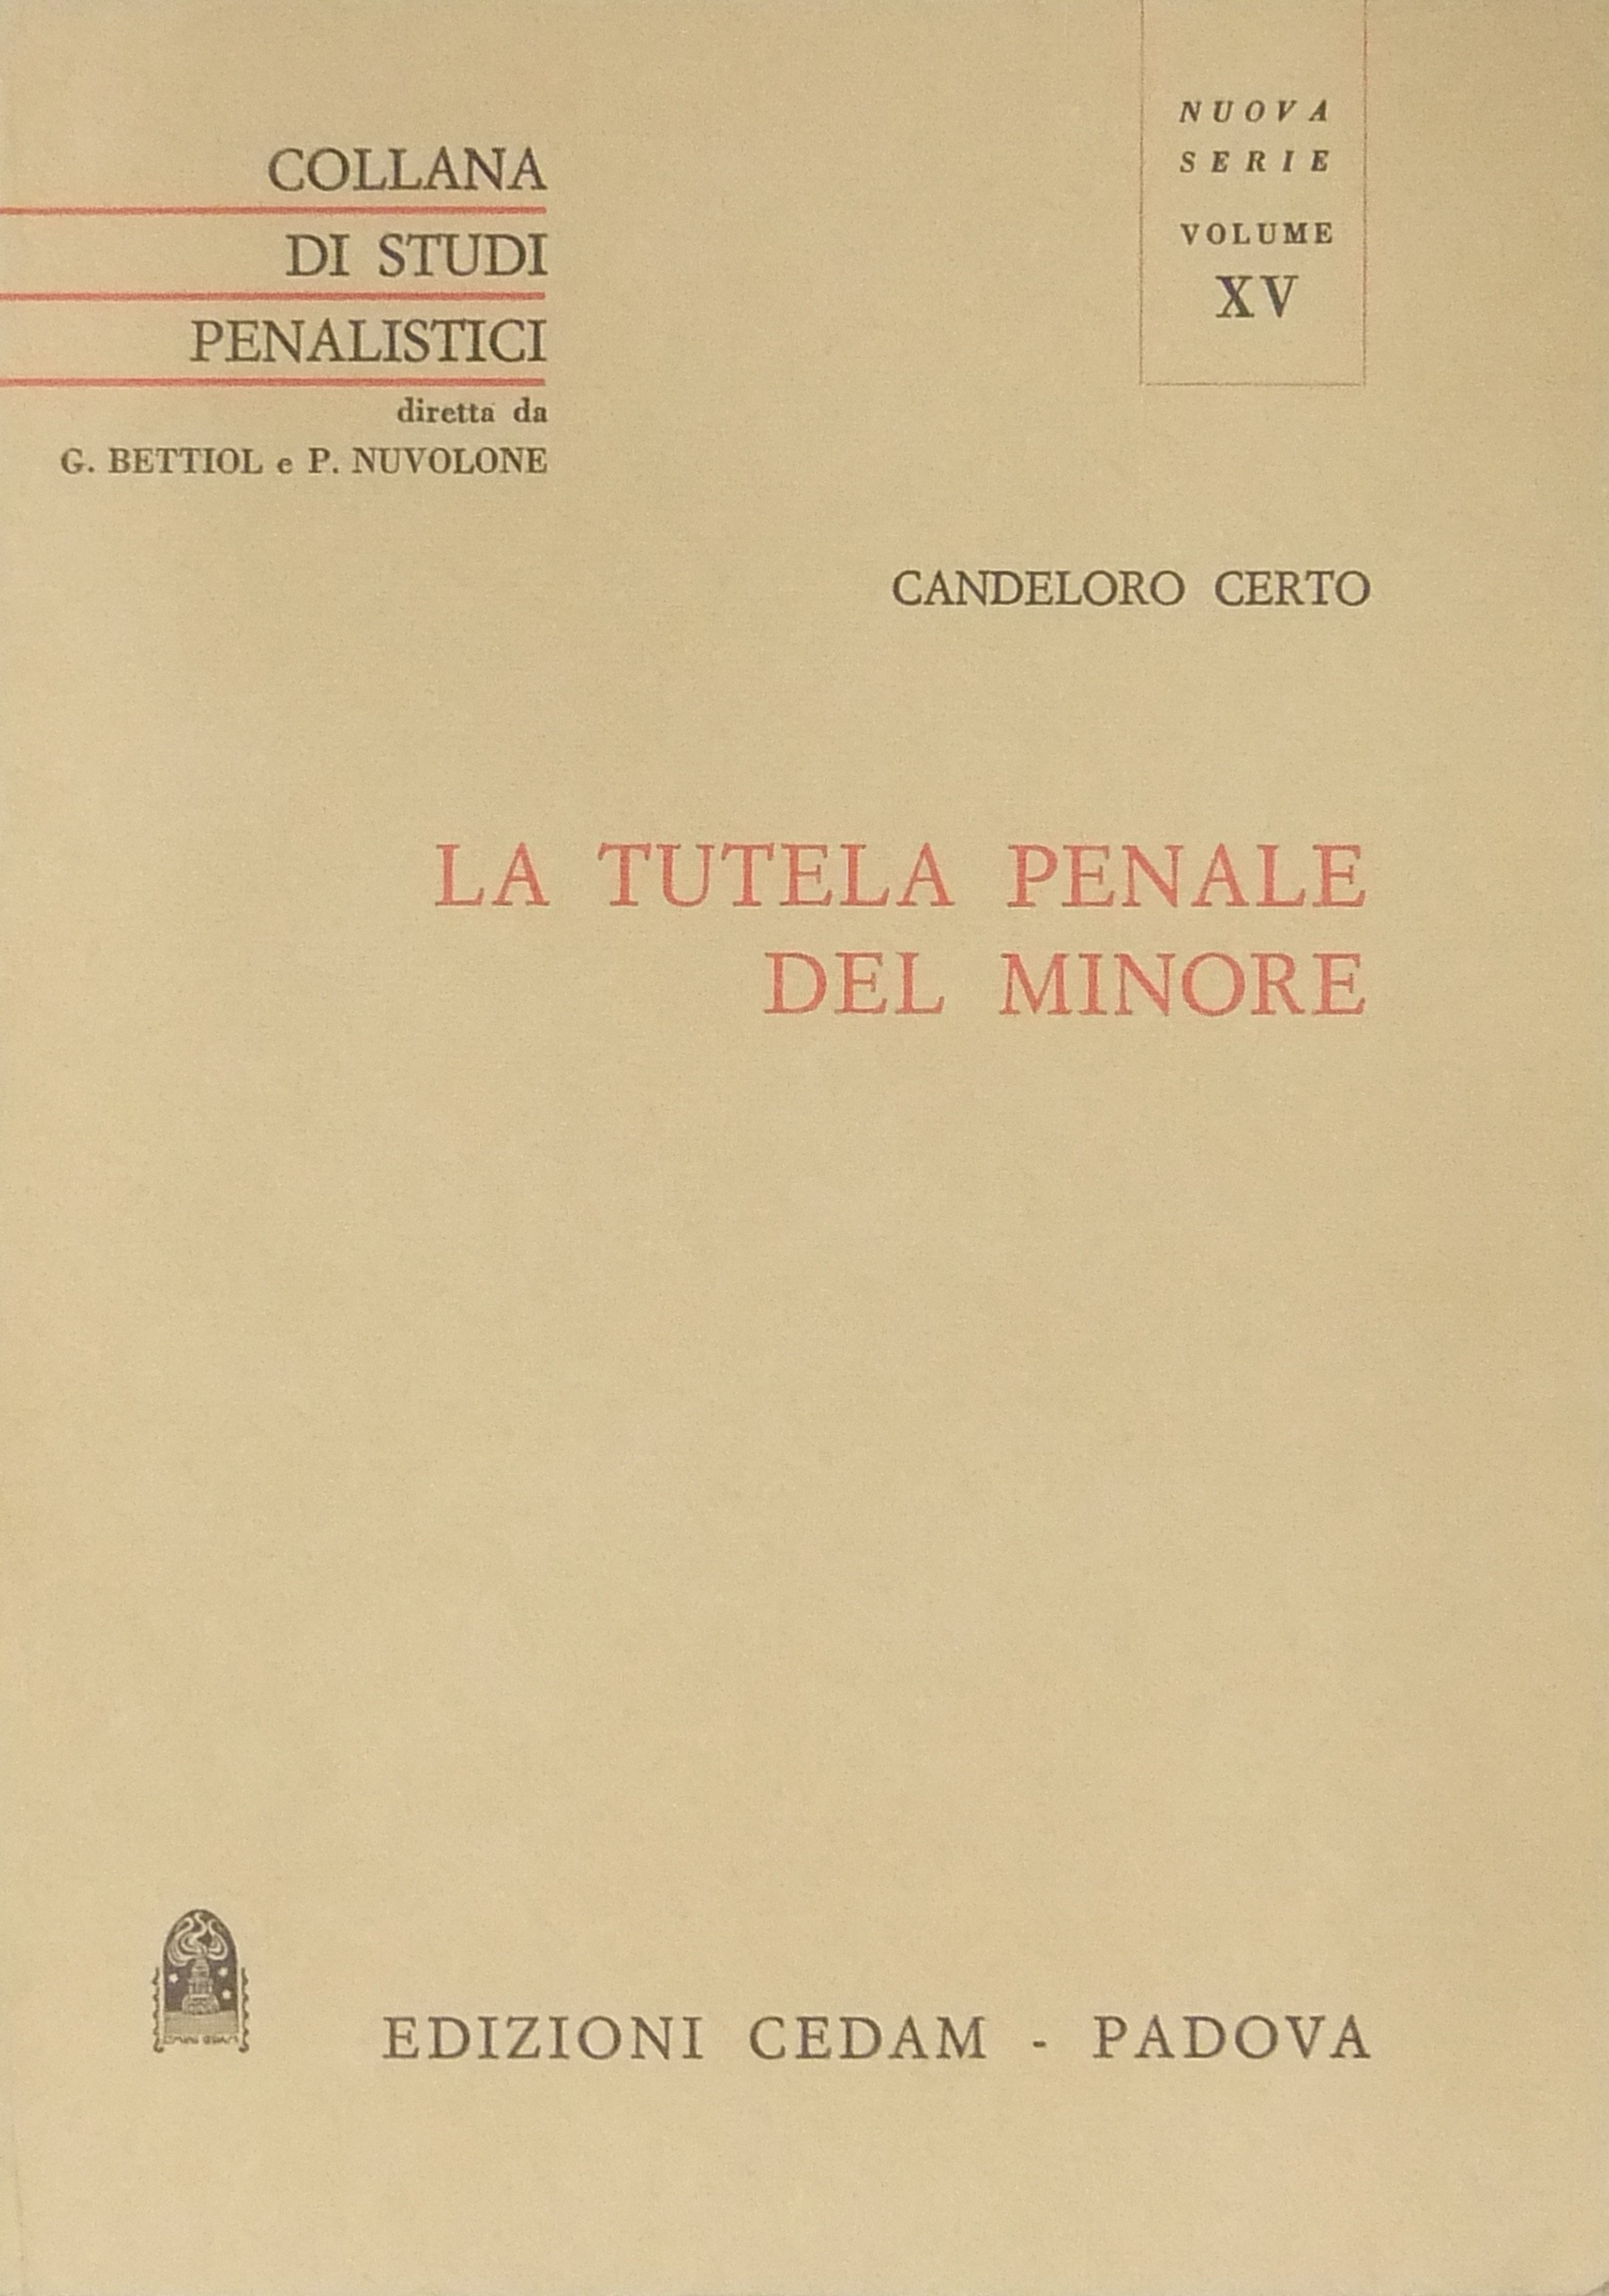 COLLANA
DI STUDI
PENALISTICI
diretta da
G. BETTIOL e P. NUVOLONE
NUOVA
SERIE
VOLUME
XV
CANDELORO CERTO
LA TUTELA PENALE
DEL MINORE
EDIZIONI CEDAM - PADOVA